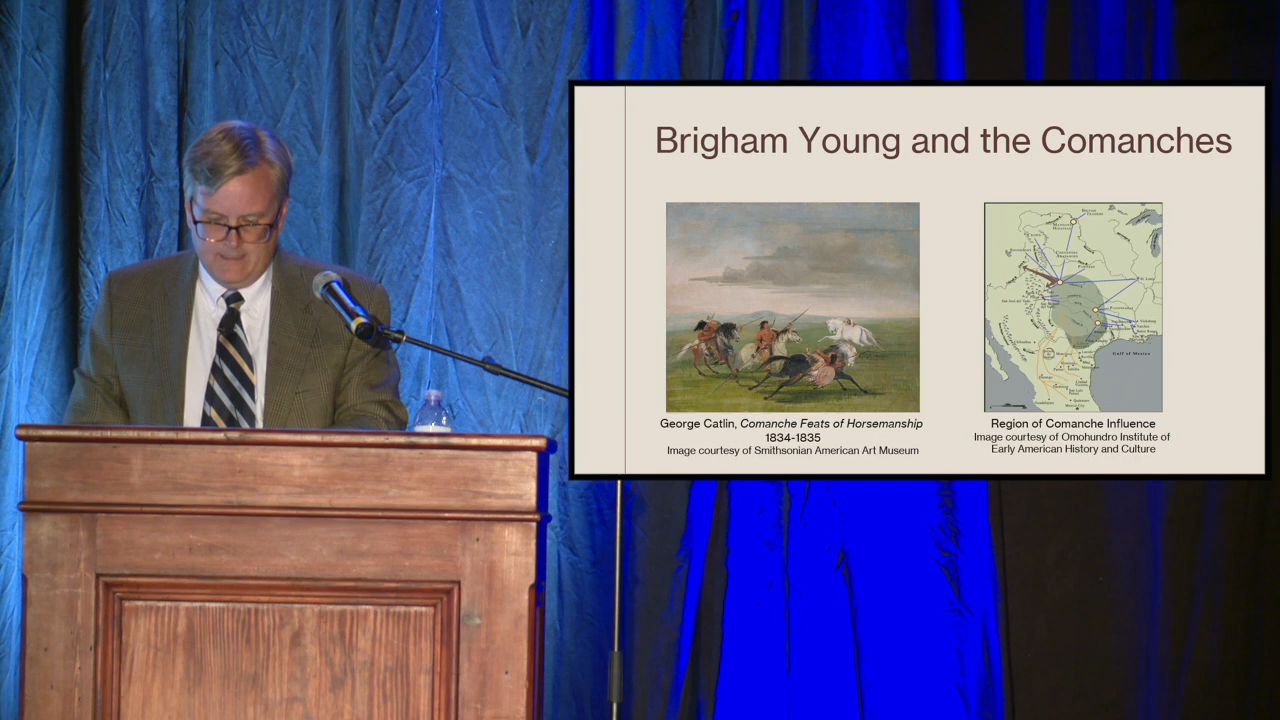 Brigham Young and the Comanches
George Catlin, Comanche Feats of Horsemanship
1834-1835
Image courtesy of Smithsonian American Art Museum
Gulf of Mexico
Region of Comanche Influence
Image courtesy of Omohundro Institute of
Early American History and Culture